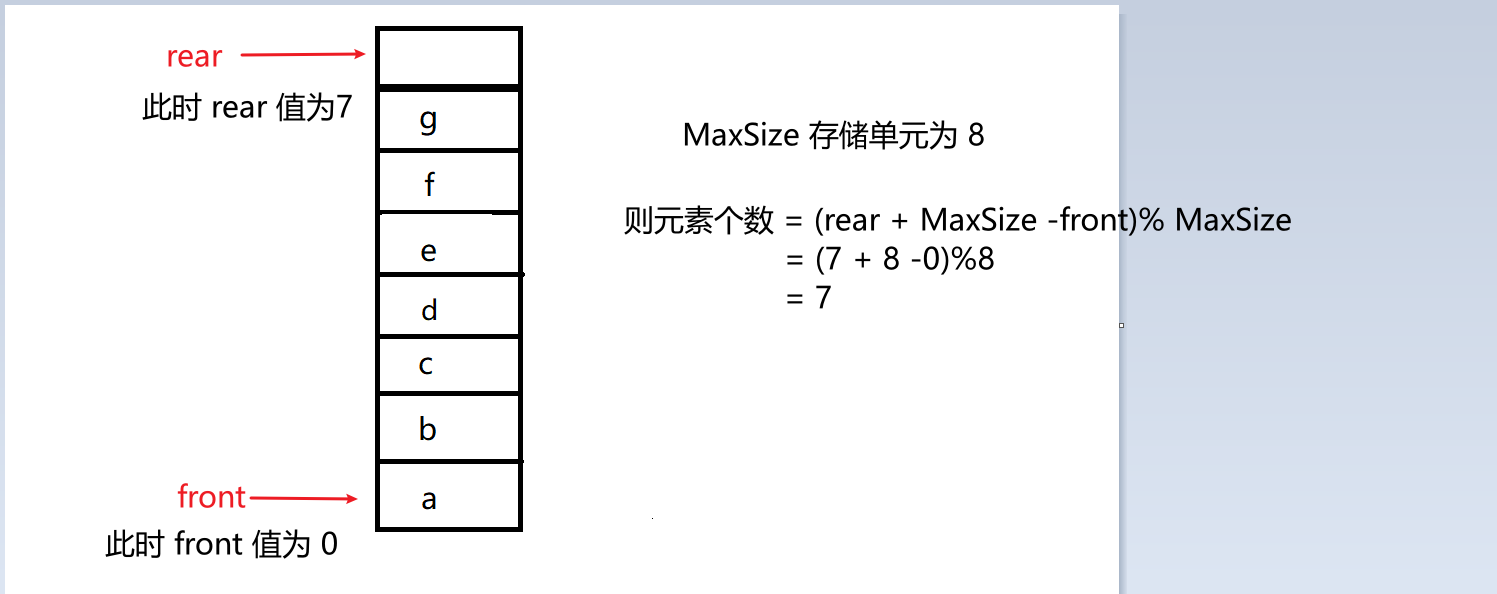 rear
此时 rear 值为7
g
f
e
d
c
b
a
front
此时 front 值为 0
MaxSize 存储单元为 8
则元素个数 = (rear + MaxSize -front)% MaxSize
= (7 + 8 -0)%8
= 7